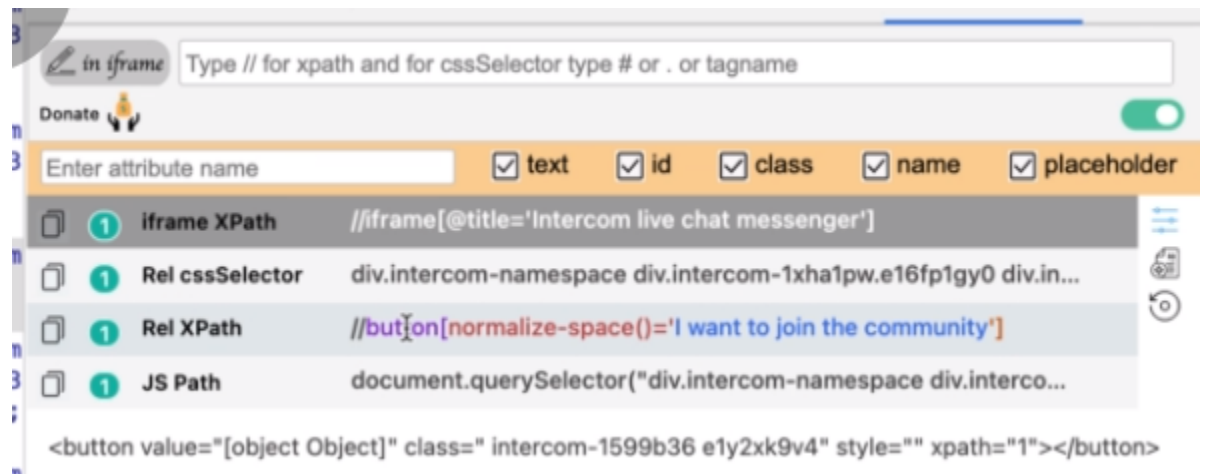 in iframe Type // for xpath and for cssSelector type # or . or tagname
Donate
Enter attribute name text id class name placeholder
1 iframe XPath //iframe[@title='Intercom live chat messenger']
1 Rel cssSelector div.intercom-namespace div.intercom-1xha1pw.e16fp1gy0 div.in...
1 Rel XPath //button[normalize-space()='I want to join the community']
1 JS Path document.querySelector("div.intercom-namespace div.interco...
<button value="[object Object]" class=" intercom-1599b36 e1y2xk9v4" style="" xpath="1"></button>